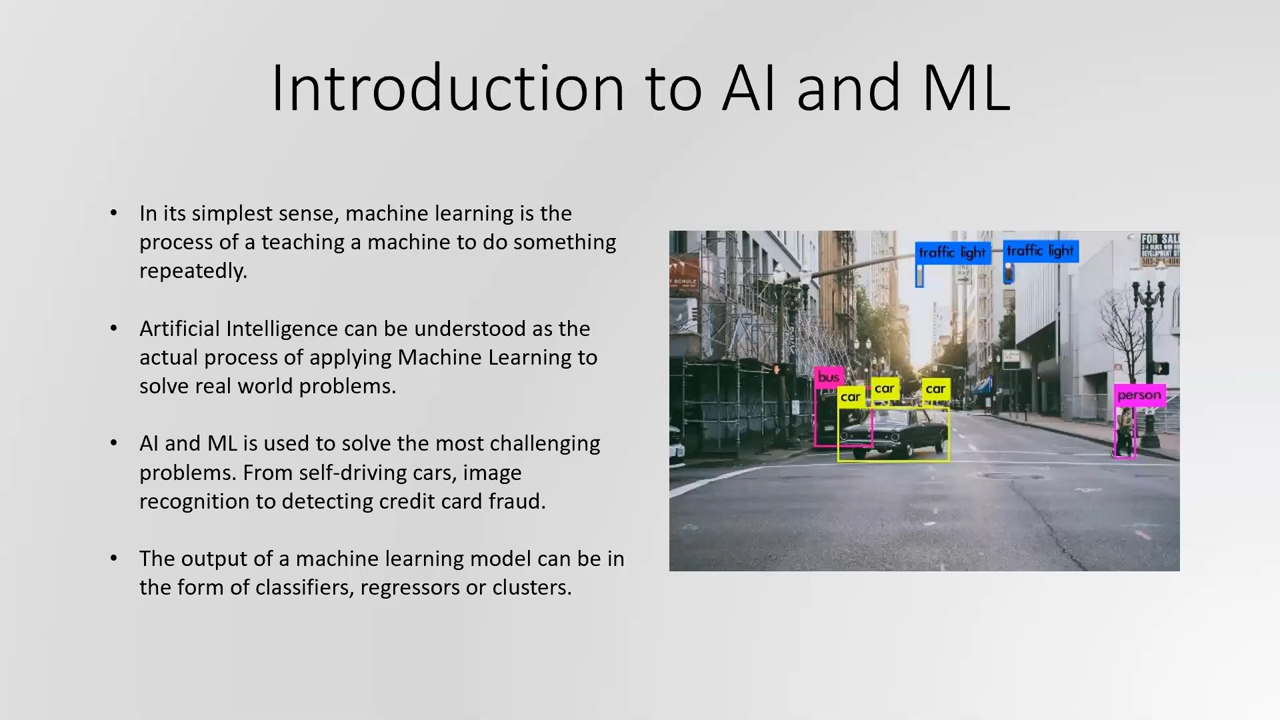 Introduction to AI and ML
• In its simplest sense, machine learning is the
process of a teaching a machine to do something
repeatedly.
• Artificial Intelligence can be understood as the
actual process of applying Machine Learning to
solve real world problems.
• AI and ML is used to solve the most challenging
problems. From self-driving cars, image
recognition to detecting credit card fraud.
• The output of a machine learning model can be in
the form of classifiers, regressors or clusters.
traffic light
traffic light
FOR SALE
bus
car
car
car
person